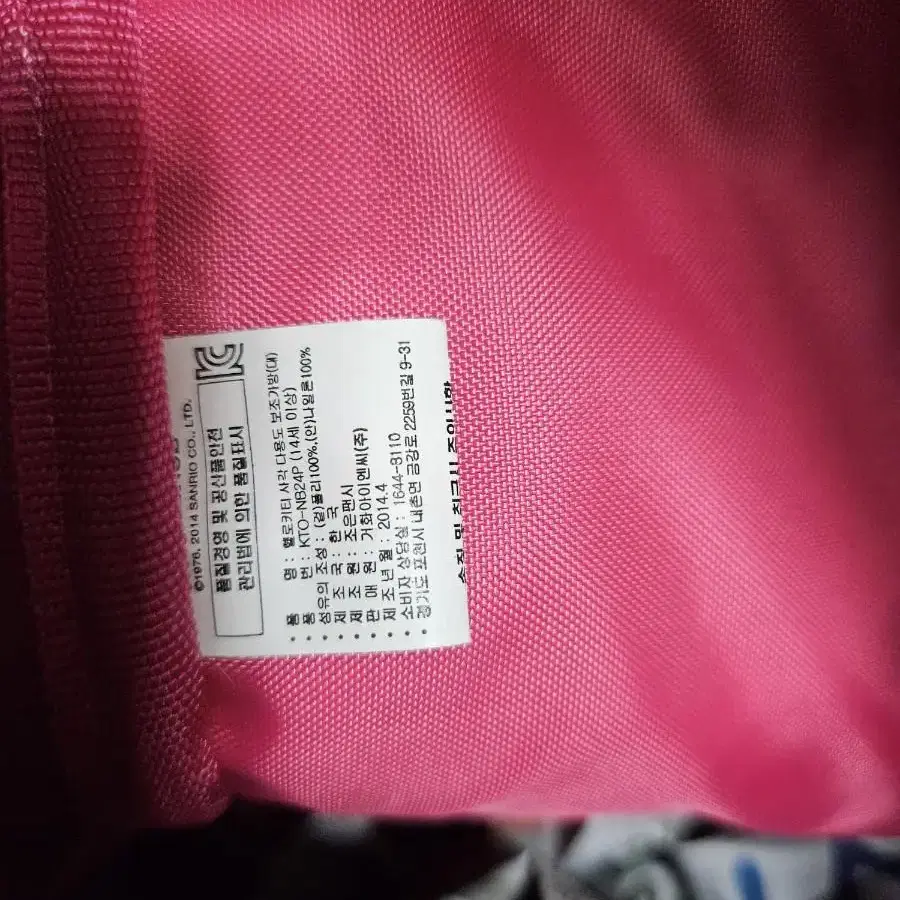 ©1976, 2014 SANRIO CO., LTD.
품질경영 및 공산품안전
관리법에 의한 품질표시
• 품 명 : 헬로키티 사각 다용도 보조가방(대)
• 품 번 : KTO-NB24P (14세 이상)
• 섬유의 조성 : (겉)폴리100%,(안)나일론100%
• 제 조 국 : 한 국
• 제 조 원 : 조은팬시
• 판 매 원 : 거화아이엔씨(주)
• 제 조 년 월 : 2014.4
• 소비자 상담실 : 1644-8110
• 경기도 포천시 내촌면 금강로 2259번길 9-31